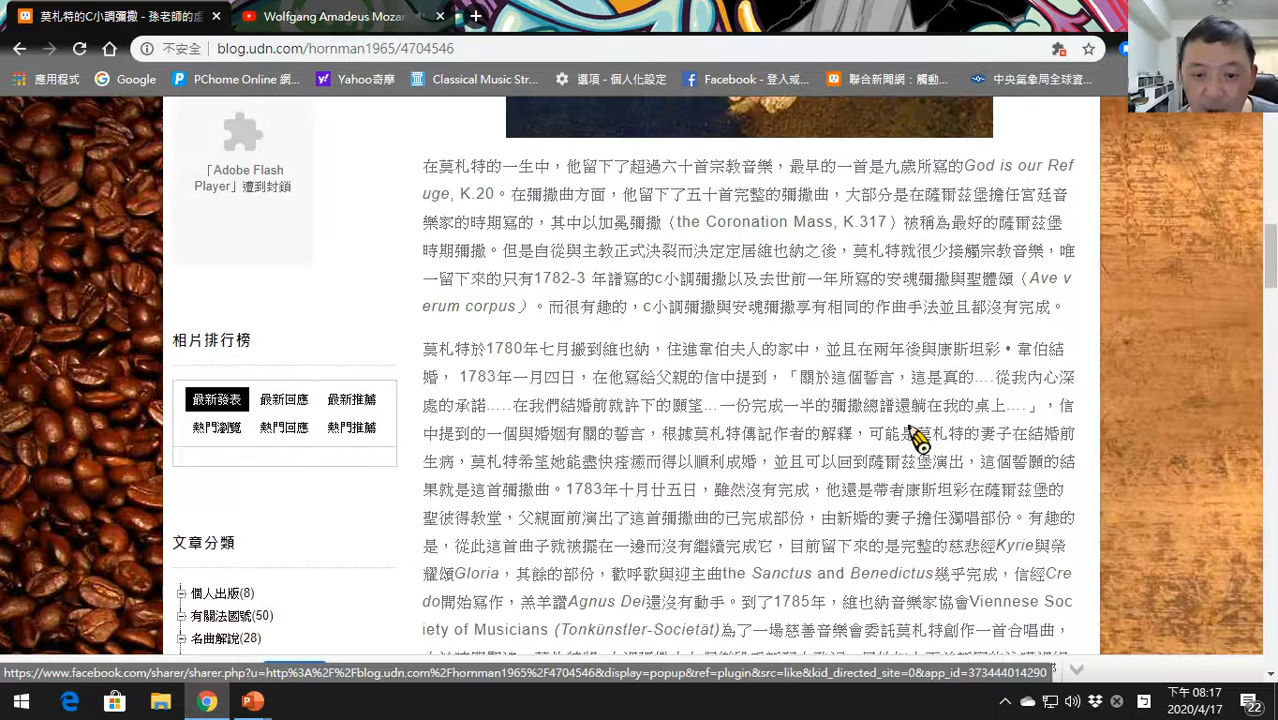 莫札特的C小調彌撒 - 孫老師的虛
Wolfgang Amadeus Mozar
不安全
blog.udn.com/hornman1965/4704546
應用程式
Google
PChome Online 網...
Yahoo奇摩
Classical Music Str...
選項 - 個人化設定
Facebook - 登入或...
聯合新聞網：觸動...
中央氣象局全球資...
「Adobe Flash
Player」遭到封鎖
在莫札特的一生中，他留下了超過六十首宗教音樂，最早的一首是九歲所寫的God is our Ref
uge, K.20。在彌撒曲方面，他留下了五十首完整的彌撒曲，大部分是在薩爾茲堡擔任宮廷音
樂家的時期寫的，其中以加冕彌撒（the Coronation Mass, K.317）被稱為最好的薩爾茲堡
時期彌撒。但是自從與主教正式決裂而決定定居維也納之後，莫札特就很少接觸宗教音樂，唯
一留下來的只有1782-3 年譜寫的c小調彌撒以及去世前一年所寫的安魂彌撒與聖體頌（Ave v
erum corpus）。而很有趣的，c小調彌撒與安魂彌撒享有相同的作曲手法並且都沒有完成。
莫札特於1780年七月搬到維也納，住進韋伯夫人的家中，並且在兩年後與康斯坦彩‧韋伯結
婚， 1783年一月四日，在他寫給父親的信中提到，「關於這個誓言，這是真的....從我內心深
處的承諾.....在我們結婚前就許下的願望...一份完成一半的彌撒總譜還躺在我的桌上....」，信
中提到的一個與婚姻有關的誓言，根據莫札特傳記作者的解釋，可能是莫札特的妻子在結婚前
生病，莫札特希望她能盡快痊癒而得以順利成婚，並且可以回到薩爾茲堡演出，這個誓願的結
果就是這首彌撒曲。1783年十月廿五日，雖然沒有完成，他還是帶者康斯坦彩在薩爾茲堡的
聖彼得教堂，父親面前演出了這首彌撒曲的已完成部份，由新婚的妻子擔任獨唱部份。有趣的
是，從此這首曲子就被擺在一邊而沒有繼續完成它，目前留下來的是完整的慈悲經Kyrie與榮
耀頌Gloria，其餘的部份，歡呼歌與迎主曲the Sanctus and Benedictus幾乎完成，信經Cre
do開始寫作，羔羊讚Agnus Dei還沒有動手。到了1785年，維也納音樂家協會Viennese Soc
iety of Musicians (Tonkünstler-Societät)為了一場慈善音樂會委託莫札特創作一首合唱曲，
相片排行榜
最新發表
最新回應
最新推薦
熱門瀏覽
熱門回應
熱門推薦
文章分類
個人出版(8)
有關法國號(50)
名曲解說(28)
https://www.facebook.com/sharer/sharer.php?u=http%3A%2F%2Fblog.udn.com%2Fhornman1965%2F4704546&display=popup&ref=plugin&src=like&kid_directed_site=0&app_id=373444014290
下午 08:17
2020/4/17
22